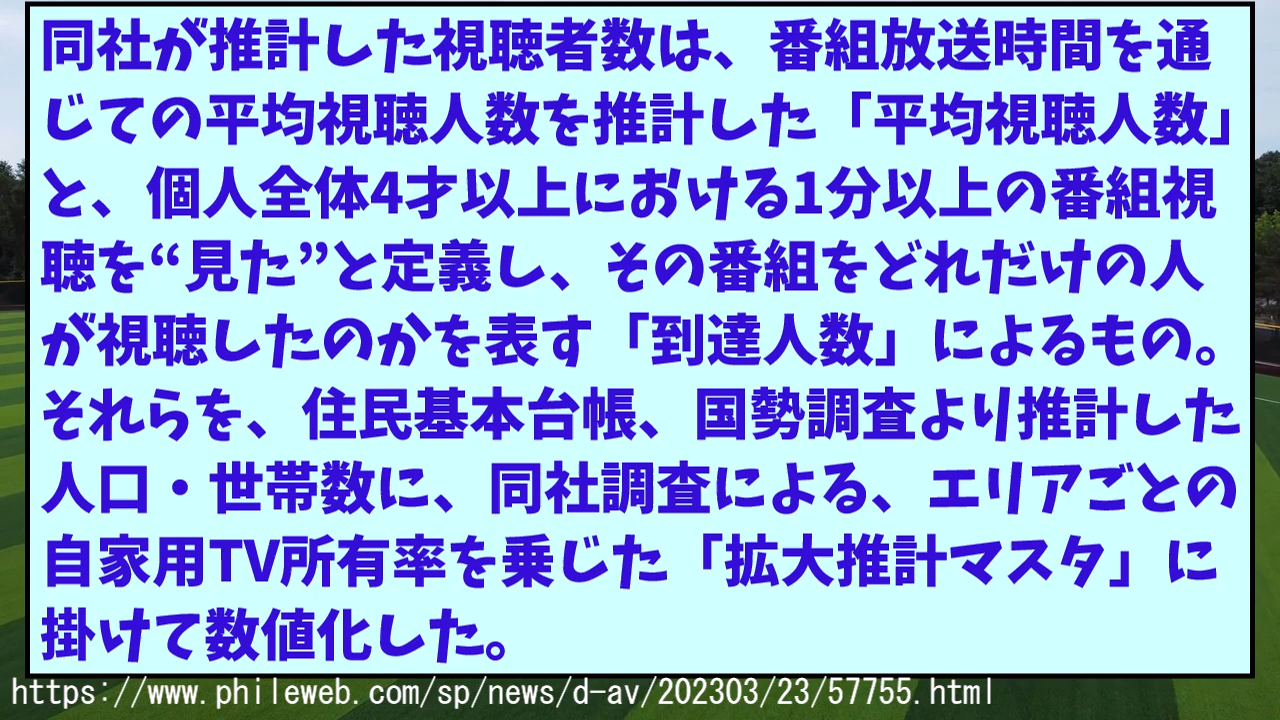 同社が推計した視聴者数は、番組放送時間を通
じての平均視聴人数を推計した「平均視聴人数」
と、個人全体4才以上における1分以上の番組視
聴を“見た”と定義し、その番組をどれだけの人
が視聴したのかを表す「到達人数」によるもの。
それらを、住民基本台帳、国勢調査より推計した
人口・世帯数に、同社調査による、エリアごとの
自家用TV所有率を乗じた「拡大推計マスタ」に
掛けて数値化した。
https://www.phileweb.com/sp/news/d-av/202303/23/57755.html